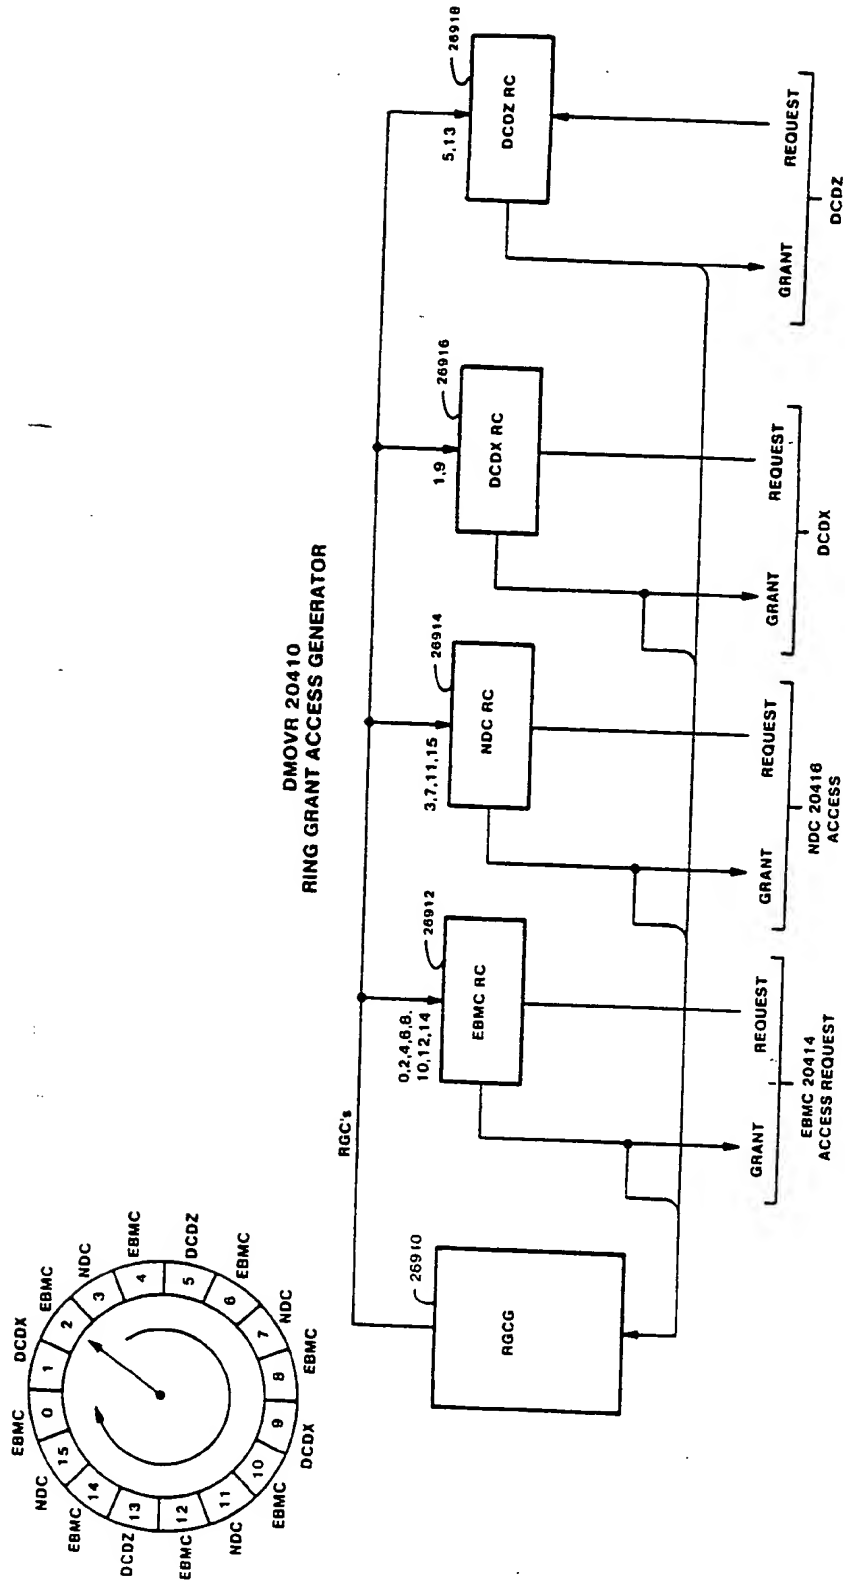 DMOVR 20410
RING GRANT ACCESS GENERATOR
EBMC
DCDX
EBMC
NDC
EBMC
DCDZ
EBMC
NDC
EBMC
DCDX
EBMC
NDC
EBMC
DCDZ
EBMC
NDC
0
1
2
3
4
5
6
7
8
9
10
11
12
13
14
15
RGC's
26910
RGCG
0,2,4,6,8.
10,12,14
26912
EBMC RC
3,7,11,15
26914
NDC RC
1,9
26916
DCDX RC
5,13
26918
DCDZ RC
GRANT
REQUEST
EBMC 20414
ACCESS REQUEST
GRANT
REQUEST
NDC 20416
ACCESS
GRANT
REQUEST
DCDX
GRANT
REQUEST
DCDZ